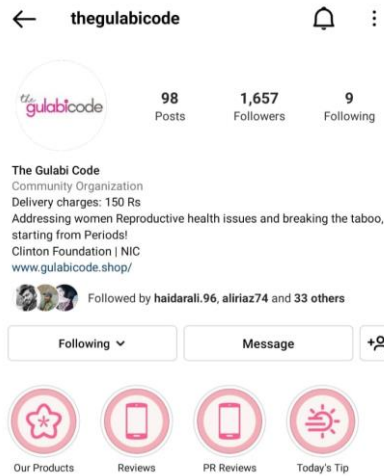 thegulabicode
the
gulabicode
98
Posts
1,657
Followers
9
Following
The Gulabi Code
Community Organization
Delivery charges: 150 Rs
Addressing women Reproductive health issues and breaking the taboo,
starting from Periods!
Clinton Foundation | NIC
www.gulabicode.shop/
Followed by haidarali.96, aliriaz74 and 33 others
Following
Message
Our Products
Reviews
PR Reviews
Today's Tip